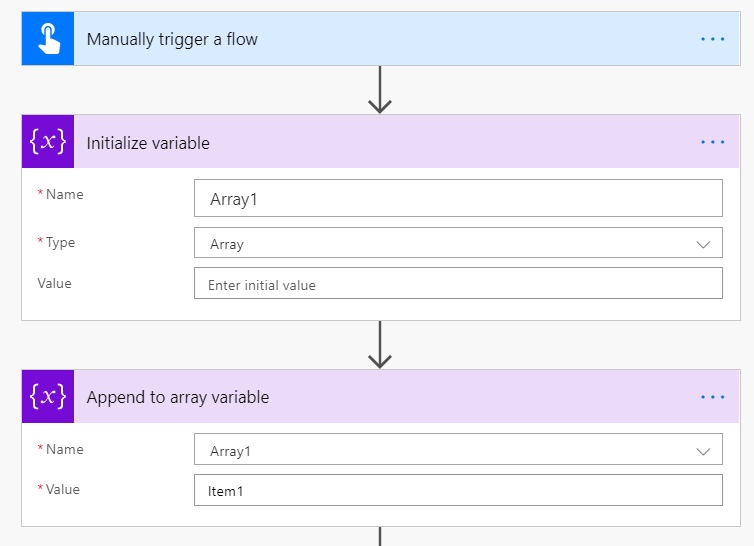 Manually trigger a flow
{x} Initialize variable
* Name Array1
* Type Array
Value Enter initial value
{x} Append to array variable
* Name Array1
* Value Item1